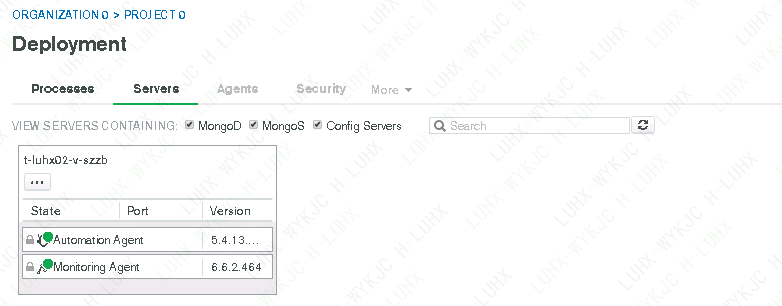 ORGANIZATION 0 > PROJECT 0
Deployment
Processes Servers Agents Security More
VIEW SERVERS CONTAINING: MongoD MongoS Config Servers Search
t-luhx02-v-szzb
...
State Port Version
Automation Agent 5.4.13....
Monitoring Agent 6.6.2.464
LUHX-WYKJC H-LUHX